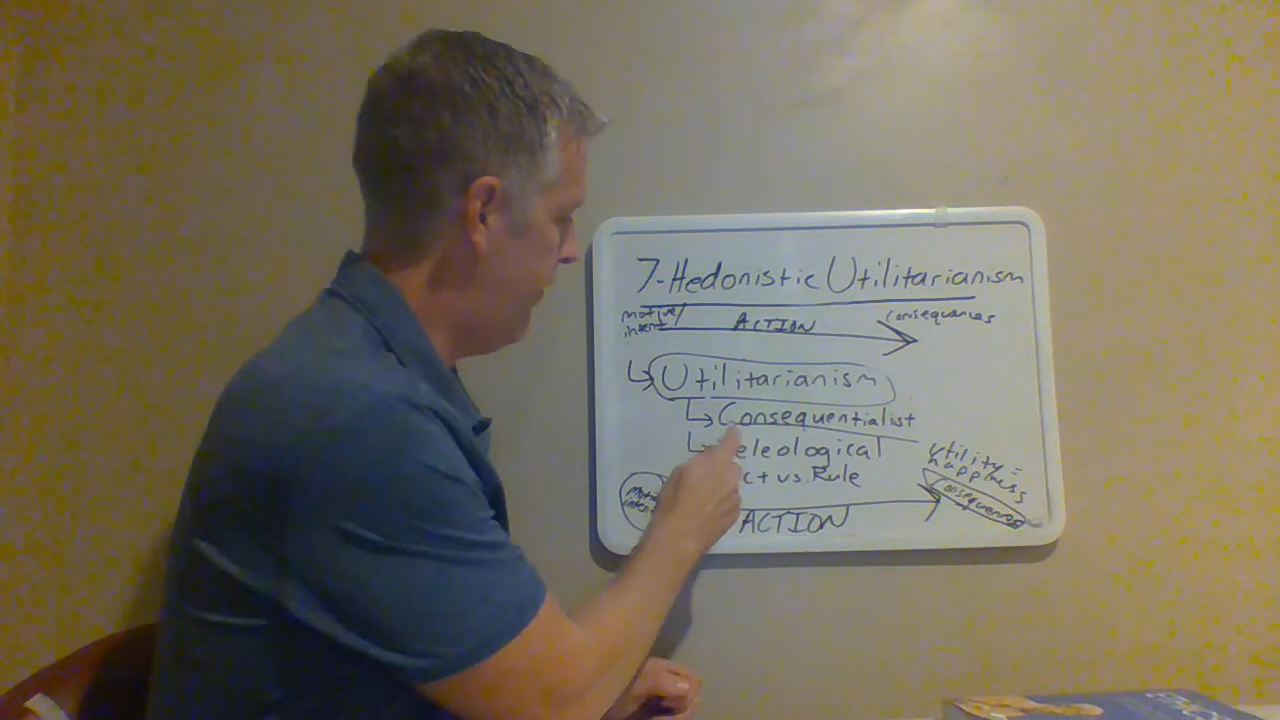 7-Hedonistic Utilitarianism
motive/
intent
ACTION
consequences
Utilitarianism
Consequentialist
eleological
ct vs. Rule
utility =
happiness
Consequences
ACTION